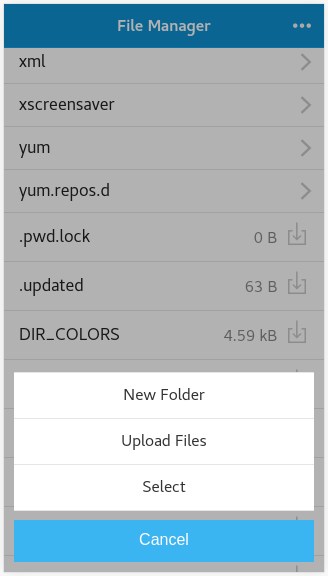 File Manager
xml
xscreensaver
yum
yum.repos.d
.pwd.lock 0 B
.updated 63 B
DIR_COLORS 4.59 kB
New Folder
Upload Files
Select
Cancel